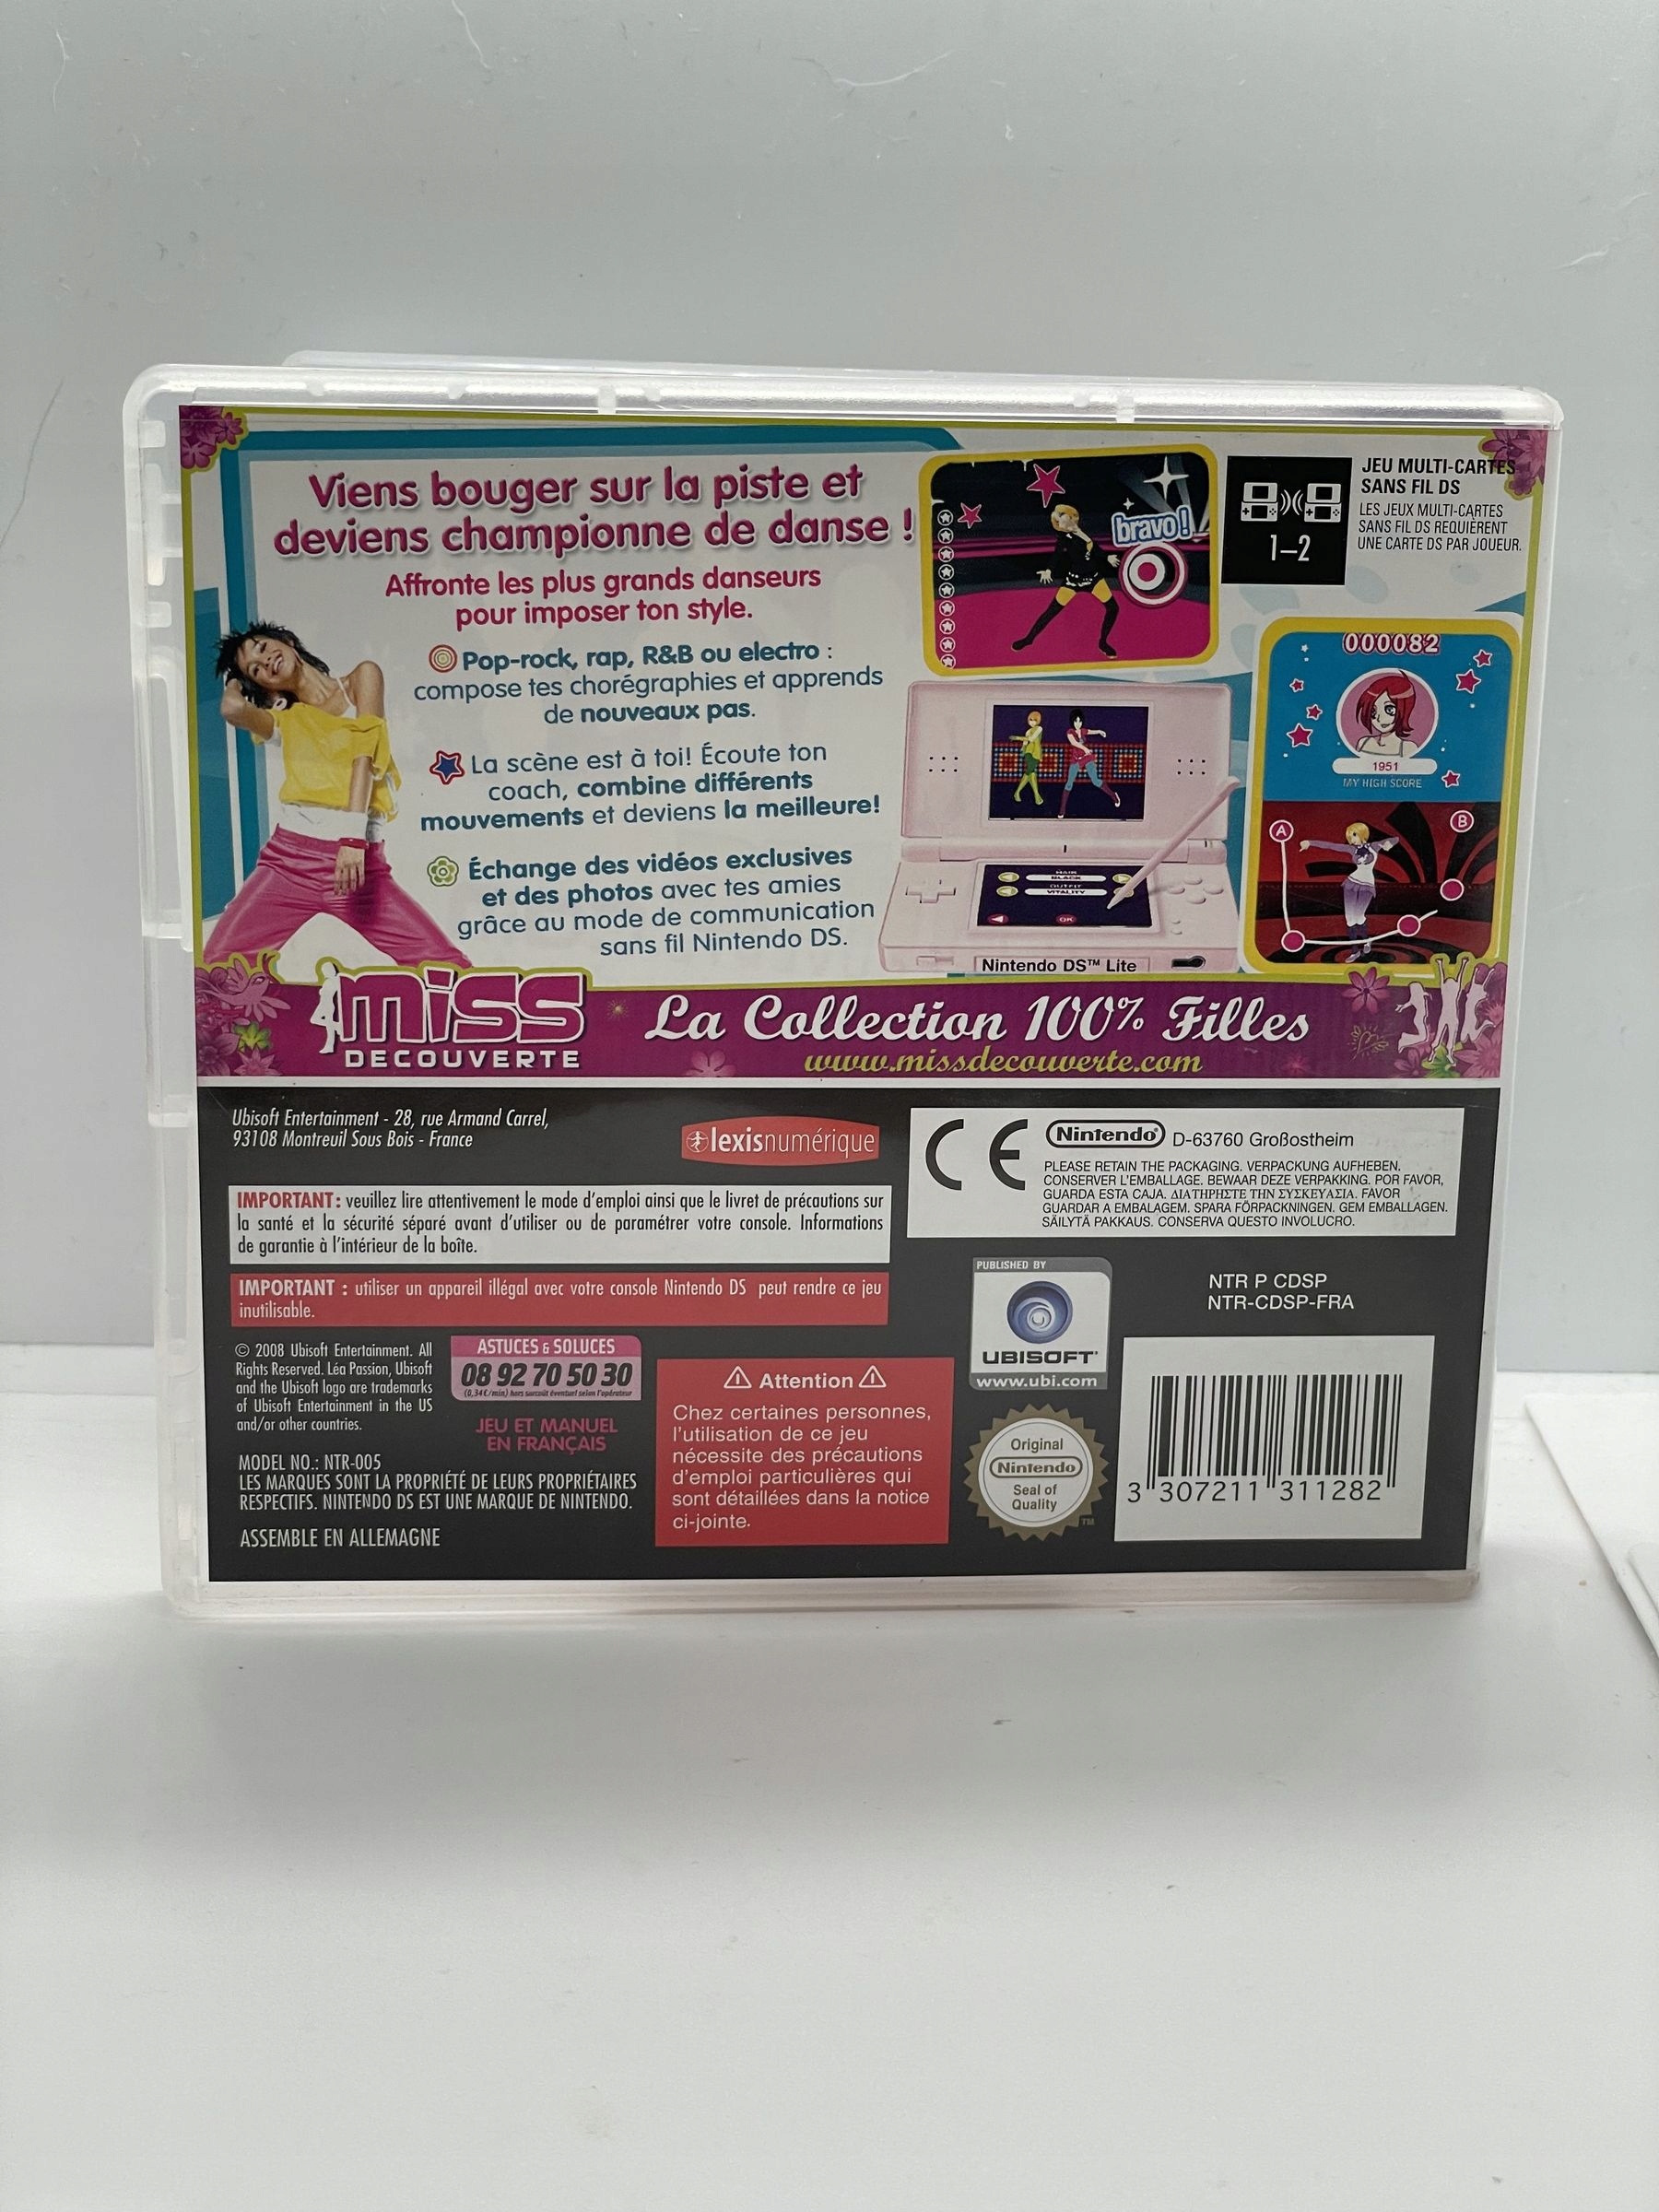 Viens bouger sur la piste et
deviens championne de danse !
Affronte les plus grands danseurs
pour imposer ton style.
Pop-rock, rap, R&B ou electro :
compose tes chorégraphies et apprends
de nouveaux pas.
La scène est à toi! Écoute ton
coach, combine différents
mouvements et deviens la meilleure!
Échange des vidéos exclusives
et des photos avec tes amies
grâce au mode de communication
sans fil Nintendo DS.
bravo!
1–2
JEU MULTI-CARTES
SANS FIL DS
LES JEUX MULTI-CARTES
SANS FIL DS REQUIÈRENT
UNE CARTE DS PAR JOUEUR.
000082
1951
MY HIGH SCORE
A
B
HAIR
BLACK
OUTFIT
VITALITY
OK
Nintendo DS™ Lite
miss
DECOUVERTE
La Collection 100% Filles
www.missdecouverte.com
Ubisoft Entertainment - 28, rue Armand Carrel,
93108 Montreuil Sous Bois - France
lexisnumérique
CE
Nintendo® D-63760 Großostheim
PLEASE RETAIN THE PACKAGING. VERPACKUNG AUFHEBEN.
CONSERVER L'EMBALLAGE. BEWAAR DEZE VERPAKKING. POR FAVOR,
GUARDA ESTA CAJA. ΔΙΑΤΗΡΗΣΤΕ ΤΗΝ ΣΥΣΚΕΥΑΣΙΑ. FAVOR
GUARDAR A EMBALAGEM. SPARA FÖRPACKNINGEN. GEM EMBALLAGEN.
SÄILYTÄ PAKKAUS. CONSERVA QUESTO INVOLUCRO.
IMPORTANT : veuillez lire attentivement le mode d'emploi ainsi que le livret de précautions sur
la santé et la sécurité séparé avant d'utiliser ou de paramétrer votre console. Informations
de garantie à l'intérieur de la boîte.
IMPORTANT : utiliser un appareil illégal avec votre console Nintendo DS peut rendre ce jeu
inutilisable.
PUBLISHED BY
UBISOFT®
www.ubi.com
NTR P CDSP
NTR-CDSP-FRA
© 2008 Ubisoft Entertainment. All
Rights Reserved. Léa Passion, Ubisoft
and the Ubisoft logo are trademarks
of Ubisoft Entertainment in the US
and/or other countries.
ASTUCES & SOLUCES
08 92 70 50 30
(0,34€/min) hors surcoût éventuel selon l'opérateur
JEU ET MANUEL
EN FRANÇAIS
MODEL NO.: NTR-005
LES MARQUES SONT LA PROPRIÉTÉ DE LEURS PROPRIÉTAIRES
RESPECTIFS. NINTENDO DS EST UNE MARQUE DE NINTENDO.
ASSEMBLE EN ALLEMAGNE
Attention
Chez certaines personnes,
l'utilisation de ce jeu
nécessite des précautions
d'emploi particulières qui
sont détaillées dans la notice
ci-jointe.
Original
Nintendo
Seal of
Quality
TM
3 307211 311282